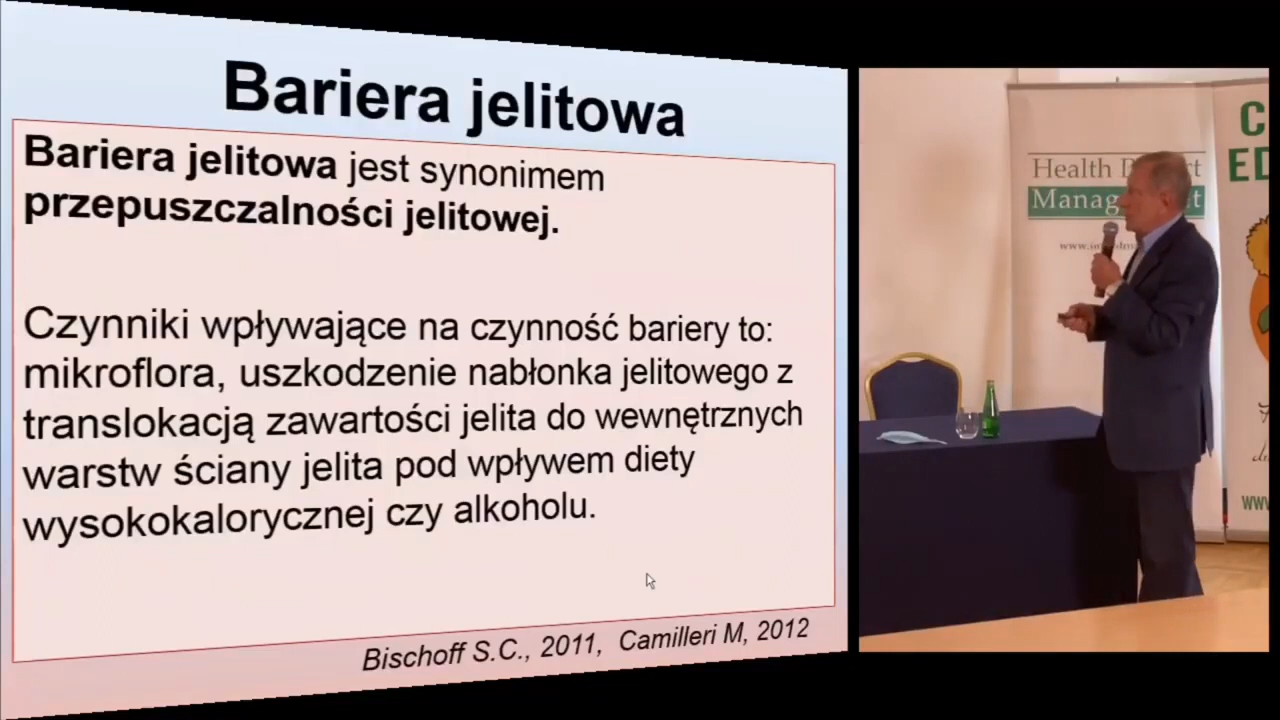 Bariera jelitowa
Bariera jelitowa jest synonimem
przepuszczalności jelitowej.
Czynniki wpływające na czynność bariery to:
mikroflora, uszkodzenie nabłonka jelitowego z
translokacją zawartości jelita do wewnętrznych
warstw ściany jelita pod wpływem diety
wysokokalorycznej czy alkoholu.
Bischoff S.C., 2011, Camilleri M, 2012
Health